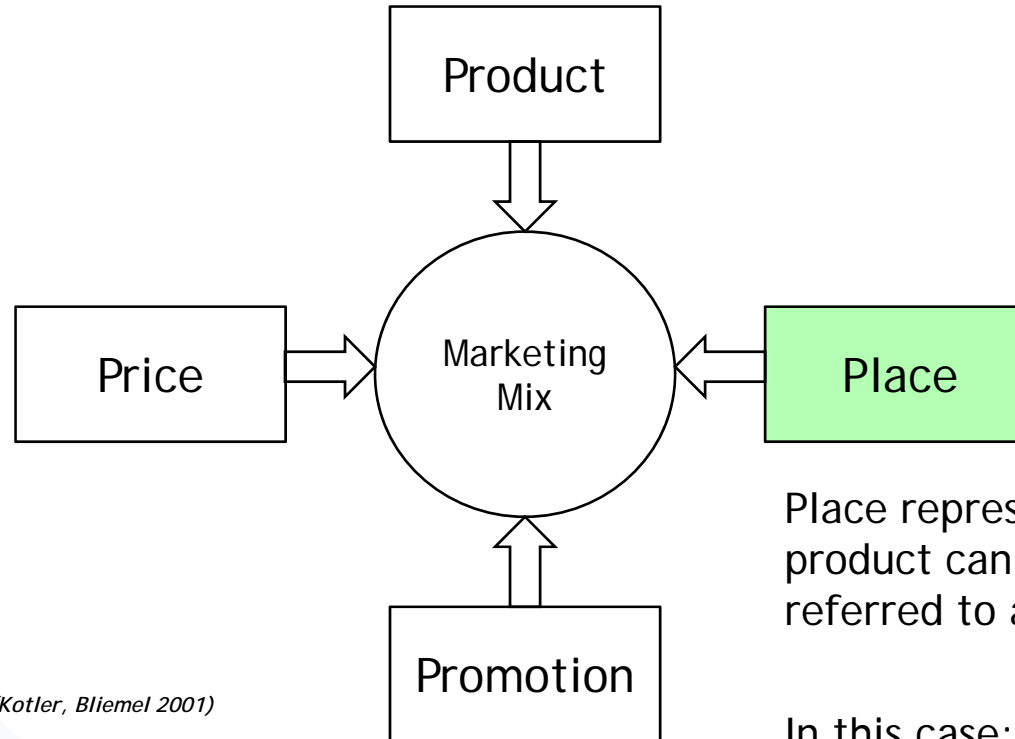 Product
Price
Marketing
Mix
Place
Place
product can
referred to
Promotion
Kotler, Bliemel 2001)
In this case: